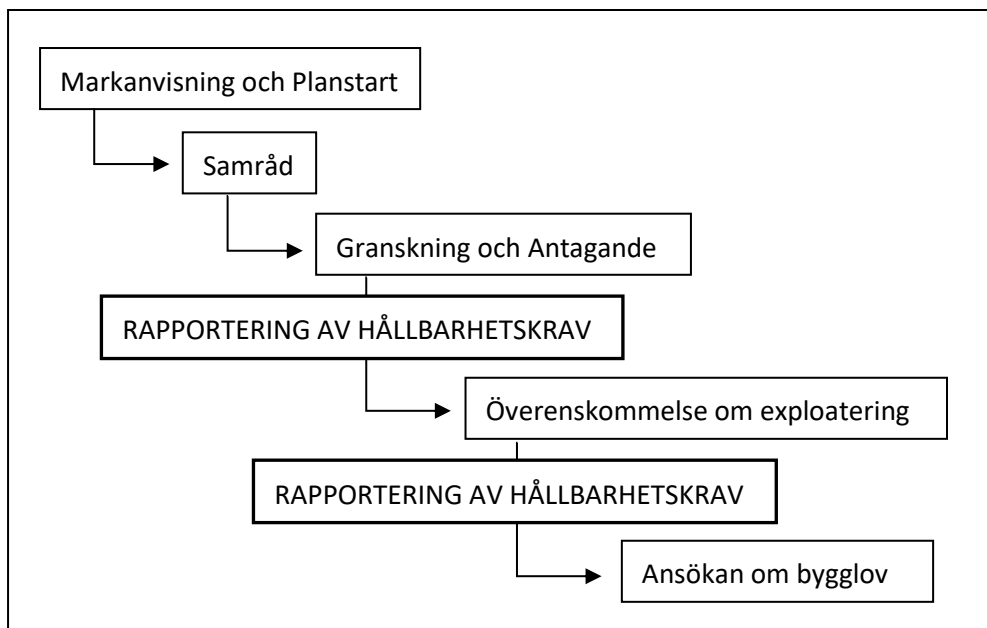 Markanvisning och Planstart
Samråd
Granskning och Antagande
RAPPORTERING AV HÅLLBARHETSKRAV
Överenskommelse om exploatering
RAPPORTERING AV HÅLLBARHETSKRAV
Ansökan om bygglov